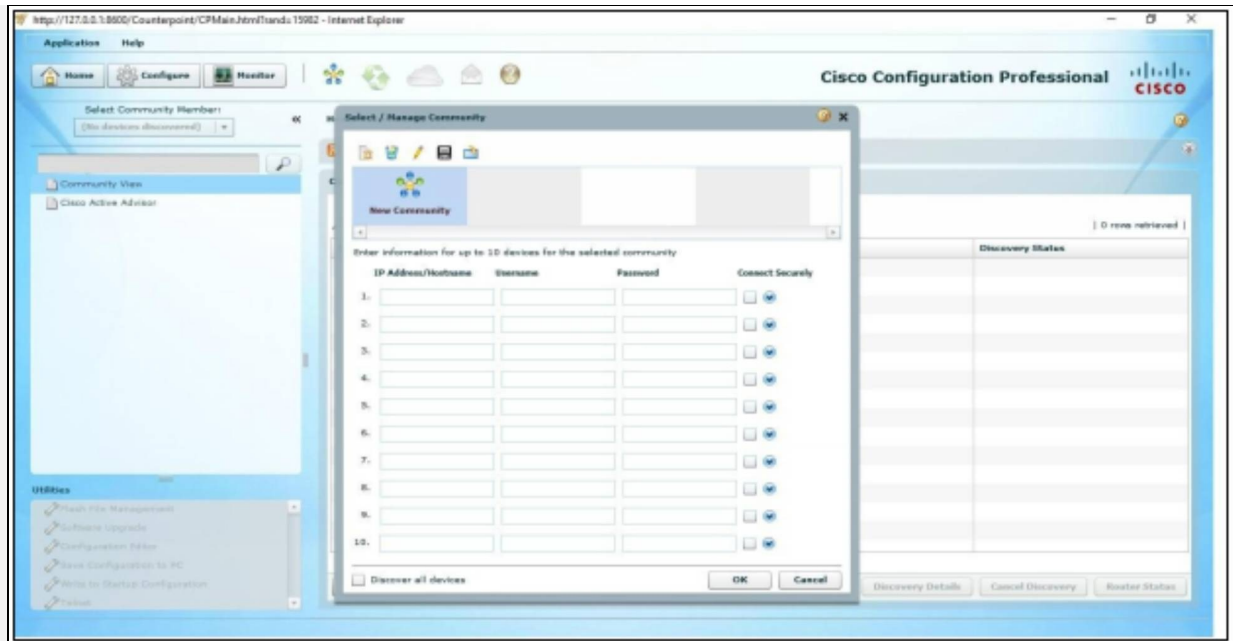 http://127.0.0.1:8600/Counterpoint/CPMain.html?rand=15982 - Internet Explorer
Application Help
Home Configure Monitor
Cisco Configuration Professional
CISCO
Select Community Member:
(No devices discovered)
Select / Manage Community
Community View
Cisco Active Advisor
New Community
| 0 rows retrieved |
Enter information for up to 10 devices for the selected community
Discovery Status
IP Address/Hostname Username Password Connect Securely
1.
2.
3.
4.
5.
6.
7.
8.
9.
10.
Utilities
Flash File Management
Software Upgrade
Configuration Editor
Save Configuration to PC
Write to Startup Configuration
Telnet
Discover all devices
OK Cancel
Discovery Details Cancel Discovery Router Status